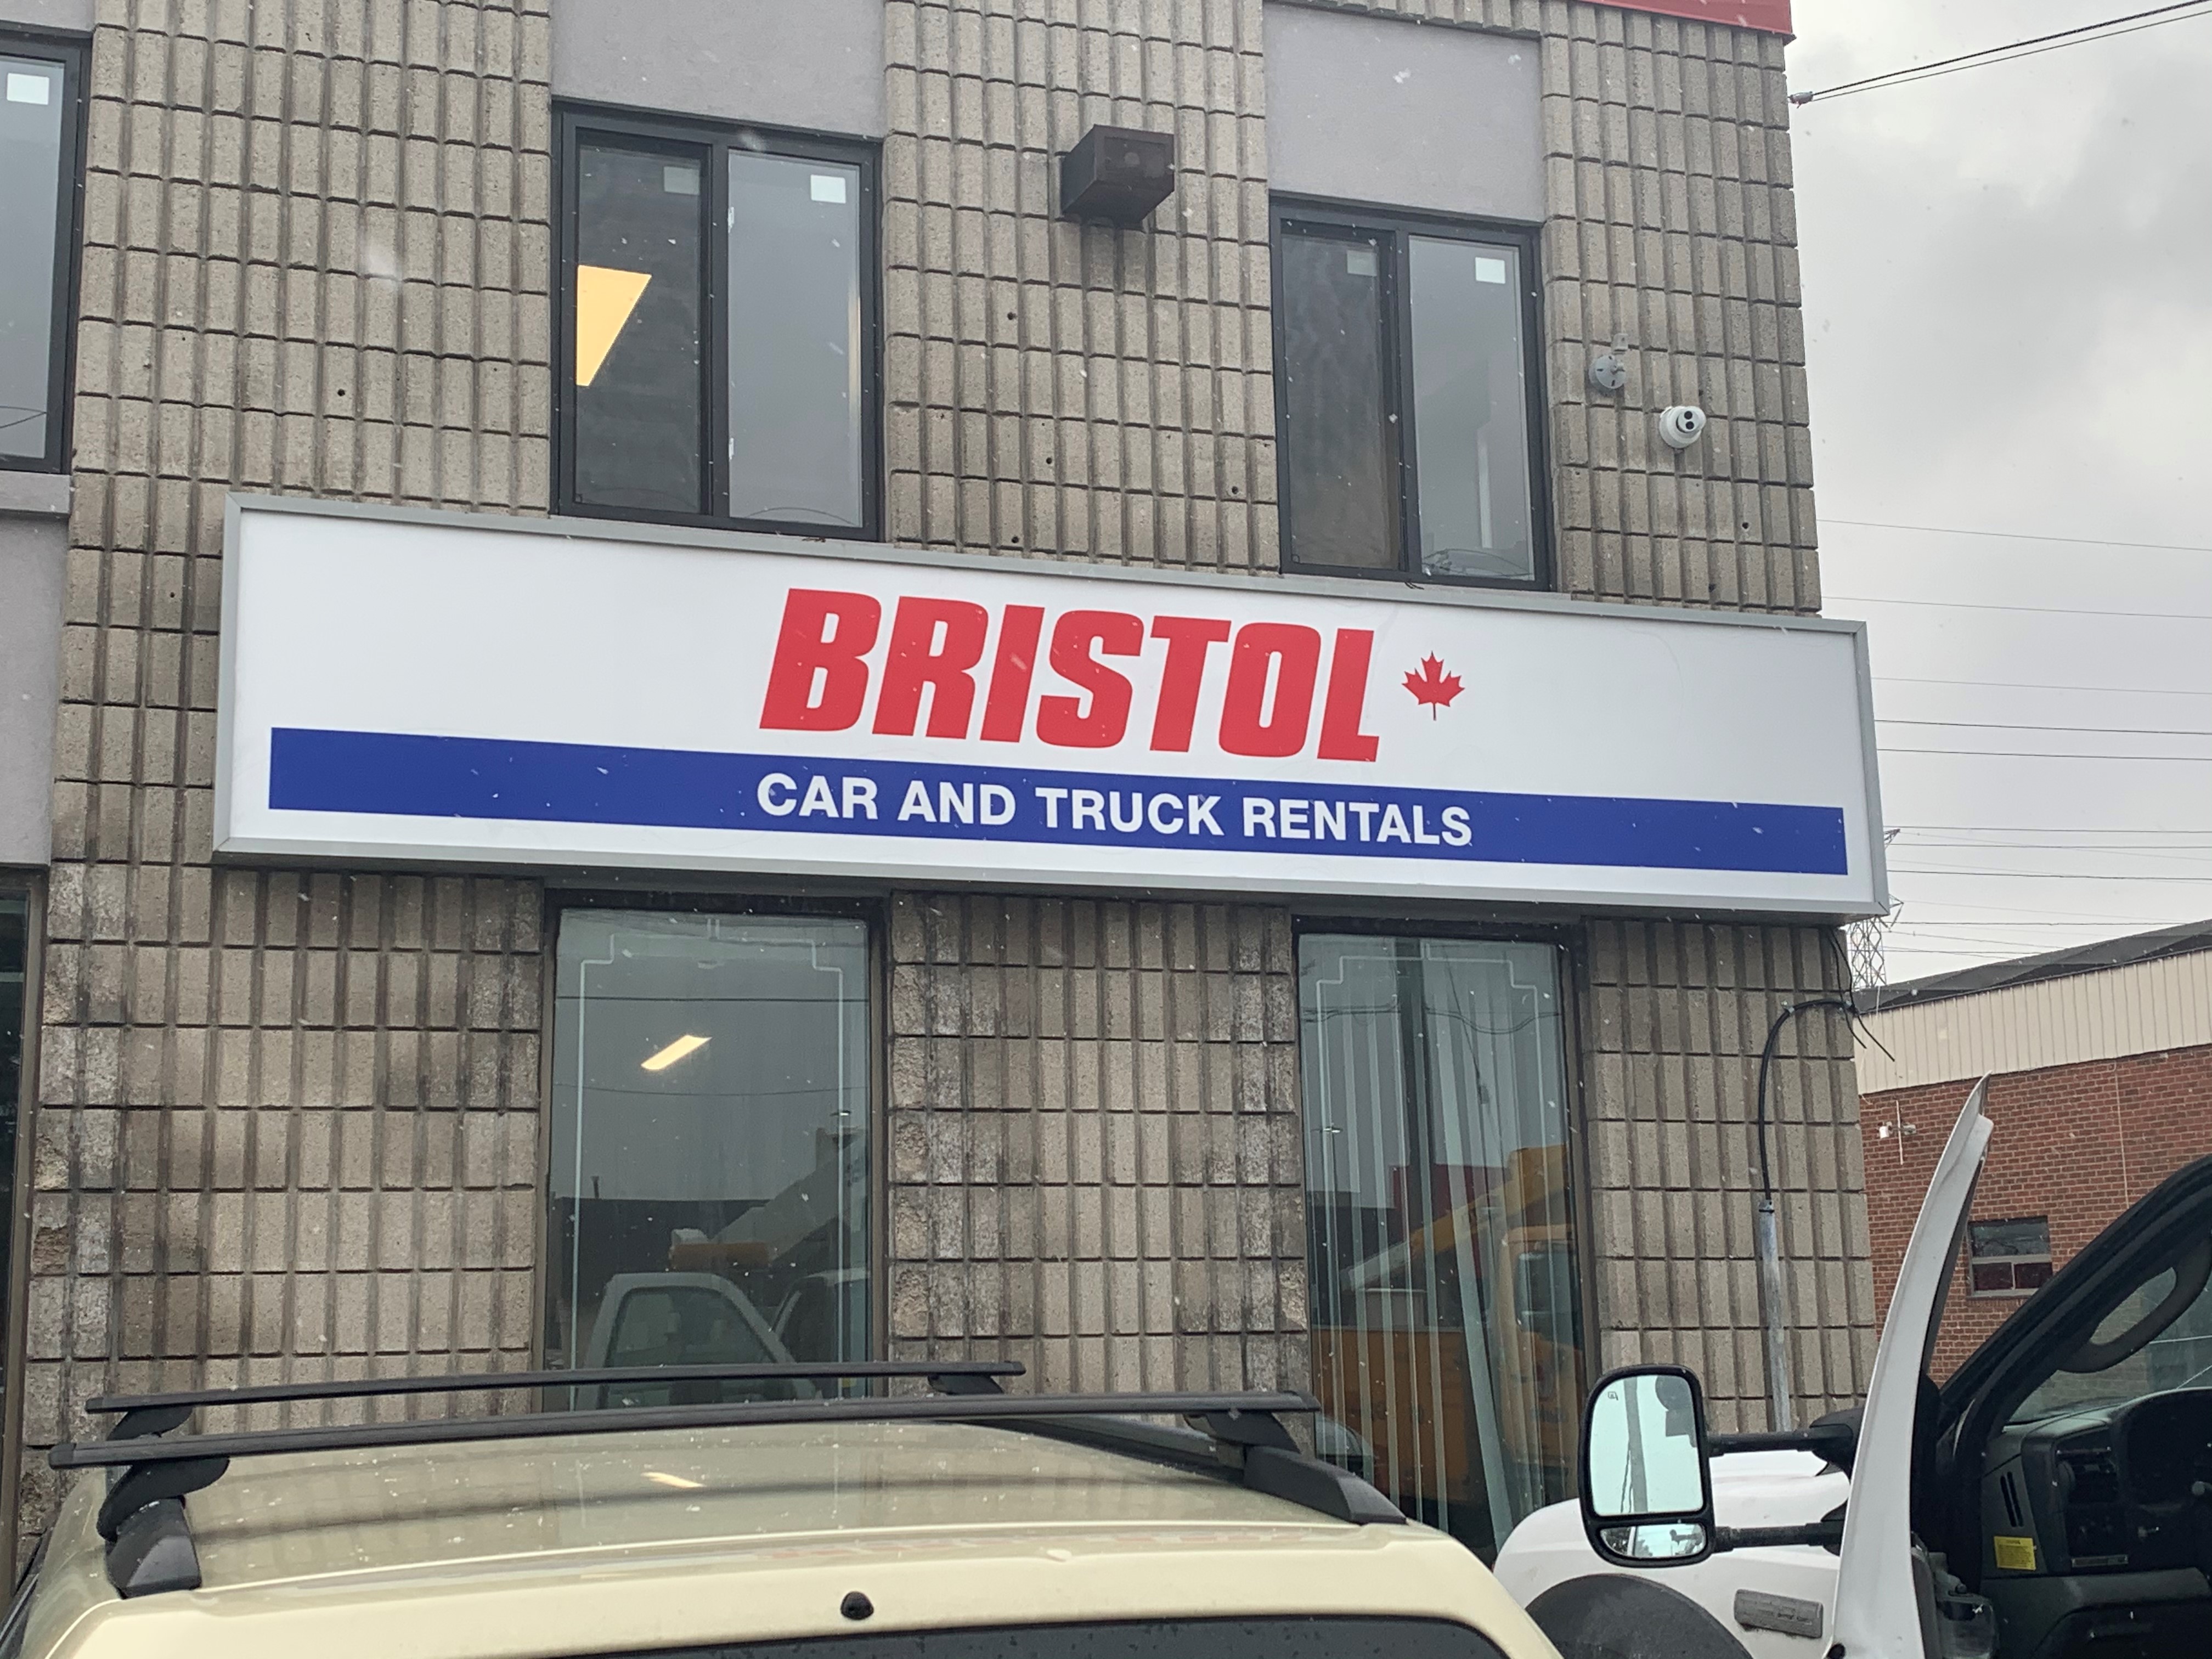 BRISTOL
CAR AND TRUCK RENTALS